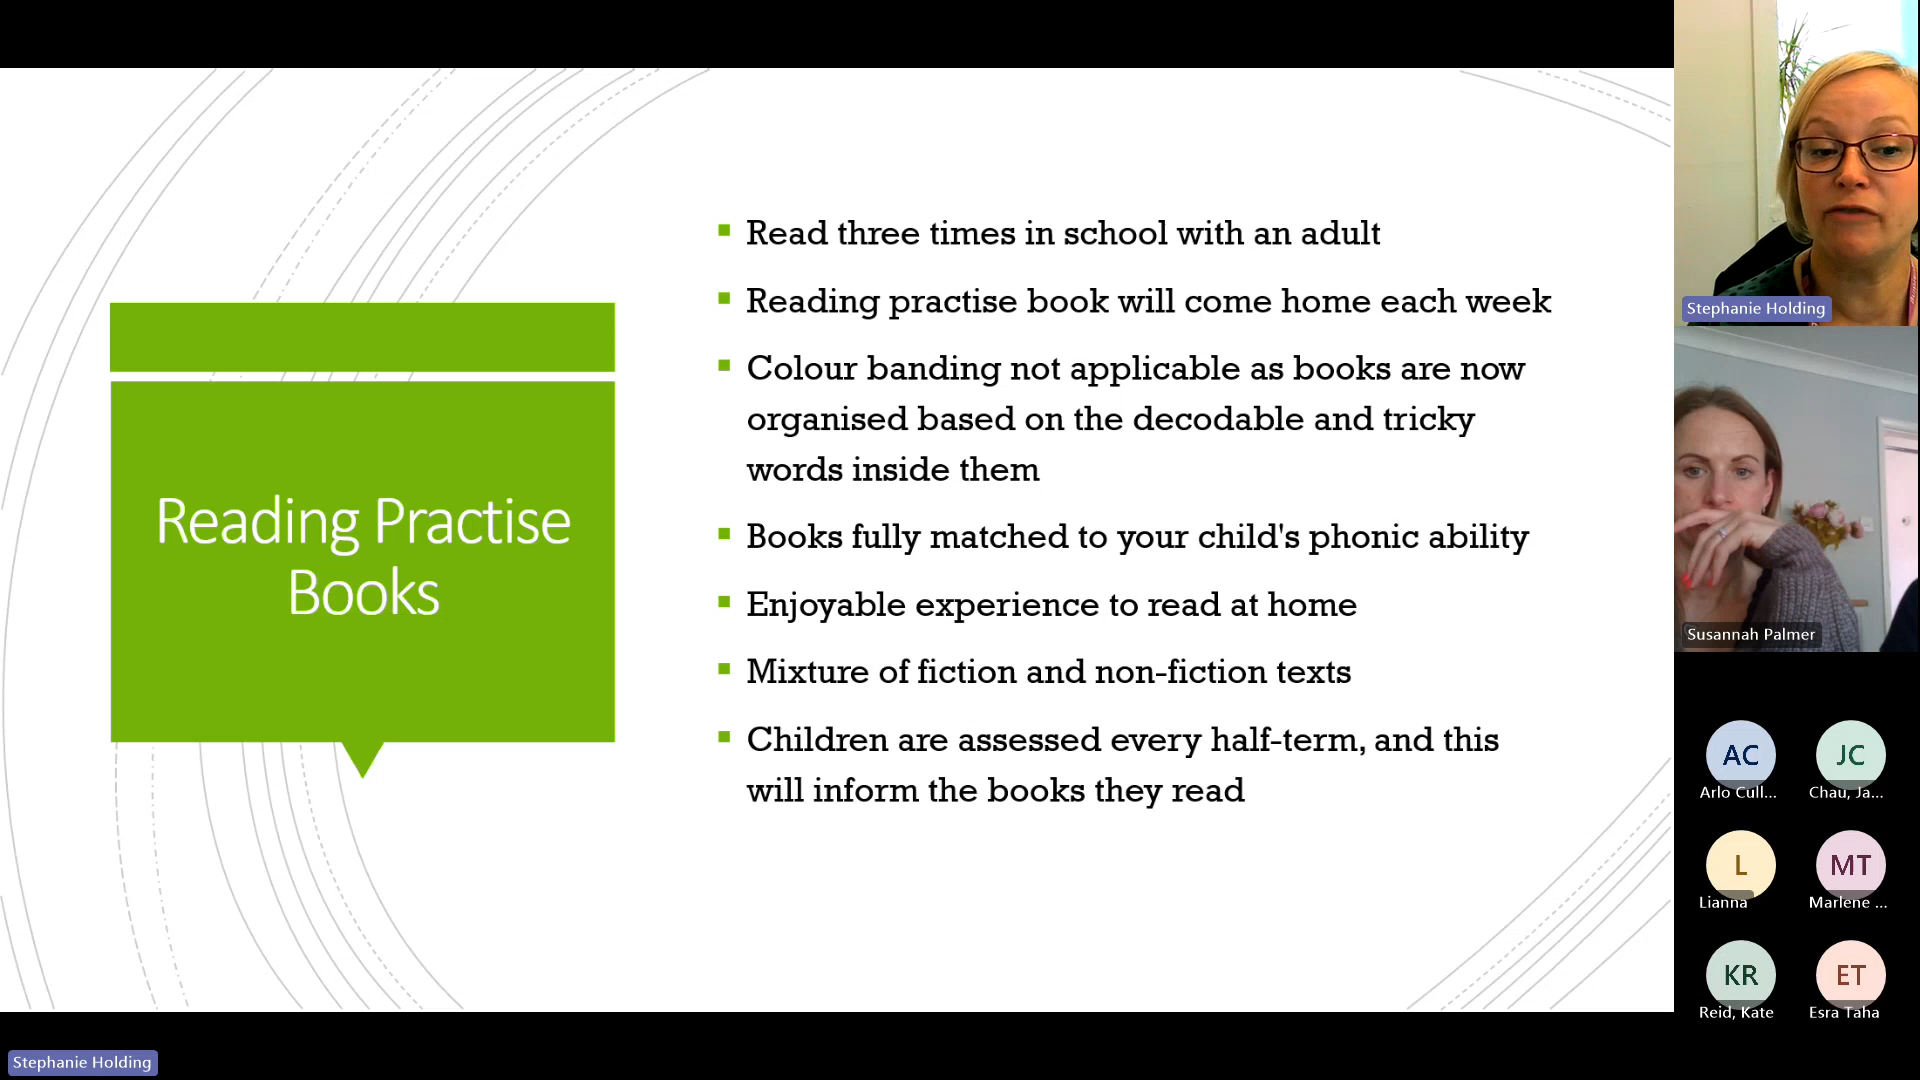 Reading Practise
Books
Read three times in school with an adult
Reading practise book will come home each week
Colour banding not applicable as books are now
organised based on the decodable and tricky
words inside them
Books fully matched to your child's phonic ability
Enjoyable experience to read at home
Mixture of fiction and non-fiction texts
Children are assessed every half-term, and this
will inform the books they read
Stephanie Holding
Susannah Palmer
AC
Arlo Cull...
JC
Chau, Ja...
L
Lianna
MT
Marlene ...
KR
Reid, Kate
ET
Esra Taha
Stephanie Holding